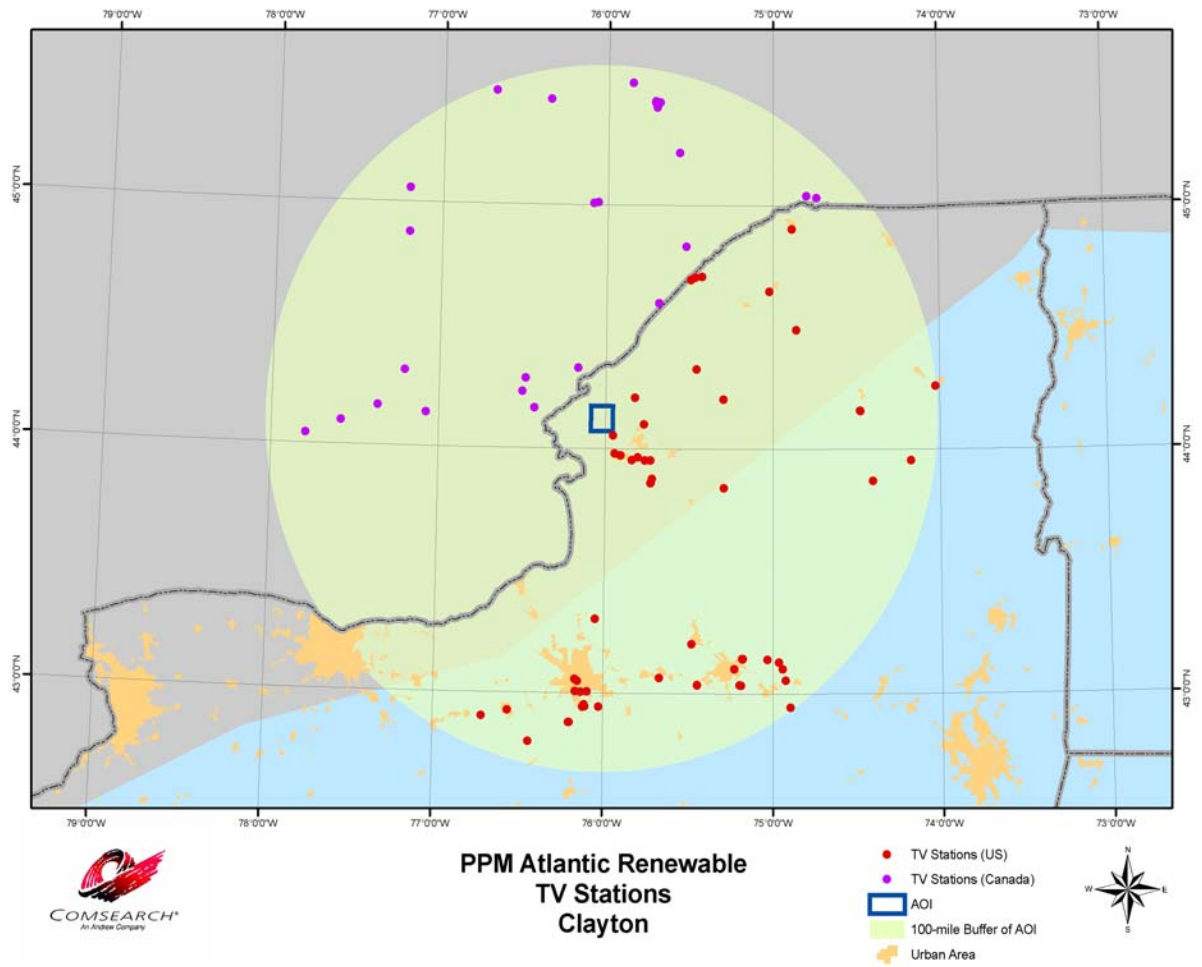 79°0'0"W 78°0'0"W 77°0'0"W 76°0'0"W 75°0'0"W 74°0'0"W 73°0'0"W
45°0'0"N 45°0'0"N
44°0'0"N 44°0'0"N
43°0'0"N 43°0'0"N
79°0'0"W 78°0'0"W 77°0'0"W 76°0'0"W 75°0'0"W 74°0'0"W 73°0'0"W
COMSEARCH®
An Andrew Company
PPM Atlantic Renewable
TV Stations
Clayton
TV Stations (US)
TV Stations (Canada)
AOI
100-mile Buffer of AOI
Urban Area
N
W E
S